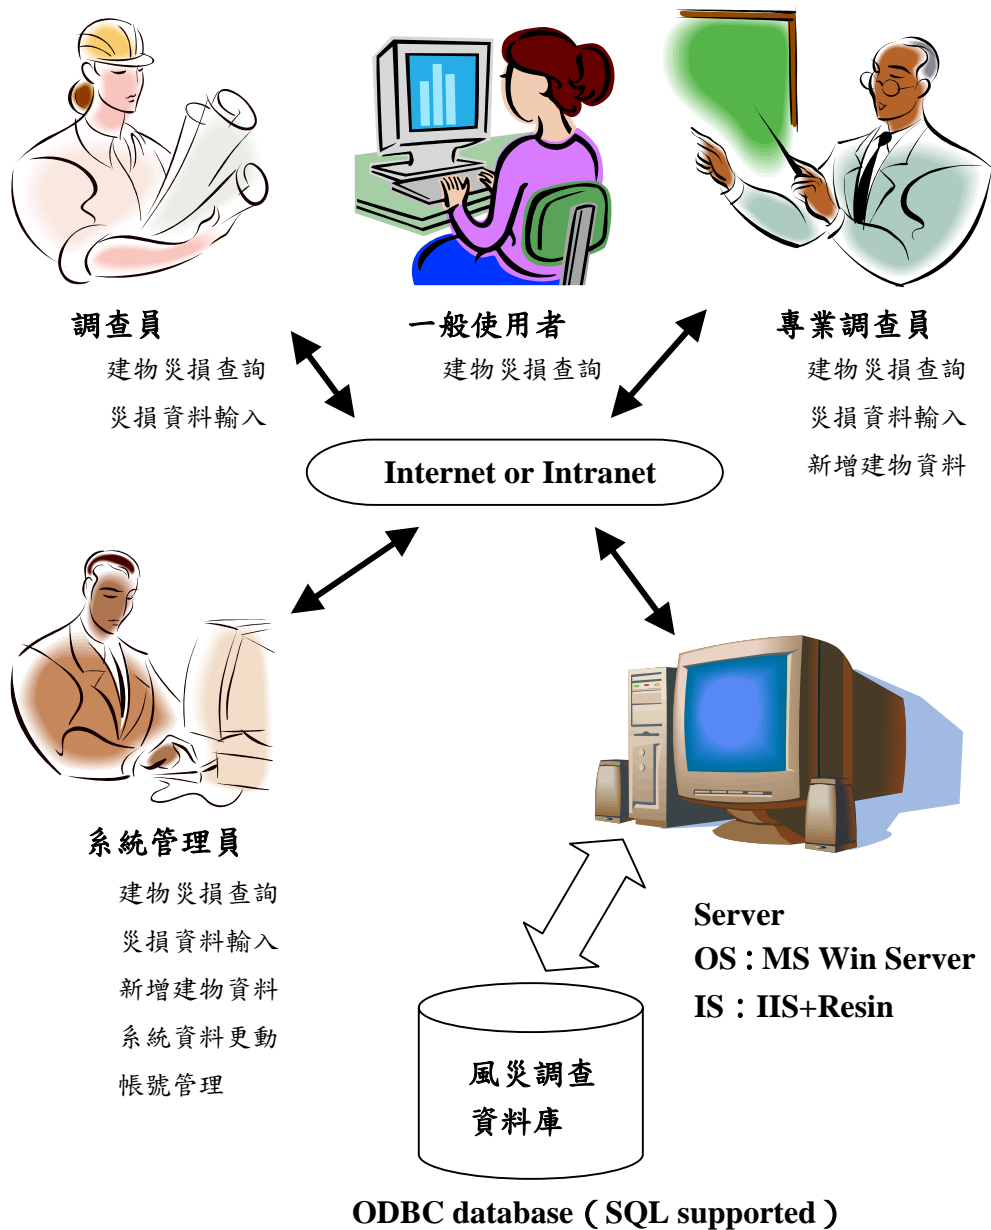 調查員
建物災損查詢
災損資料輸入
一般使用者
建物災損查詢
專業調查員
建物災損查詢
災損資料輸入
新增建物資料
Internet or Intranet
系統管理員
建物災損查詢
災損資料輸入
新增建物資料
系統資料更動
帳號管理
Server
OS：MS Win Server
IS：IIS+Resin
風災調查
資料庫
ODBC database（SQL supported）